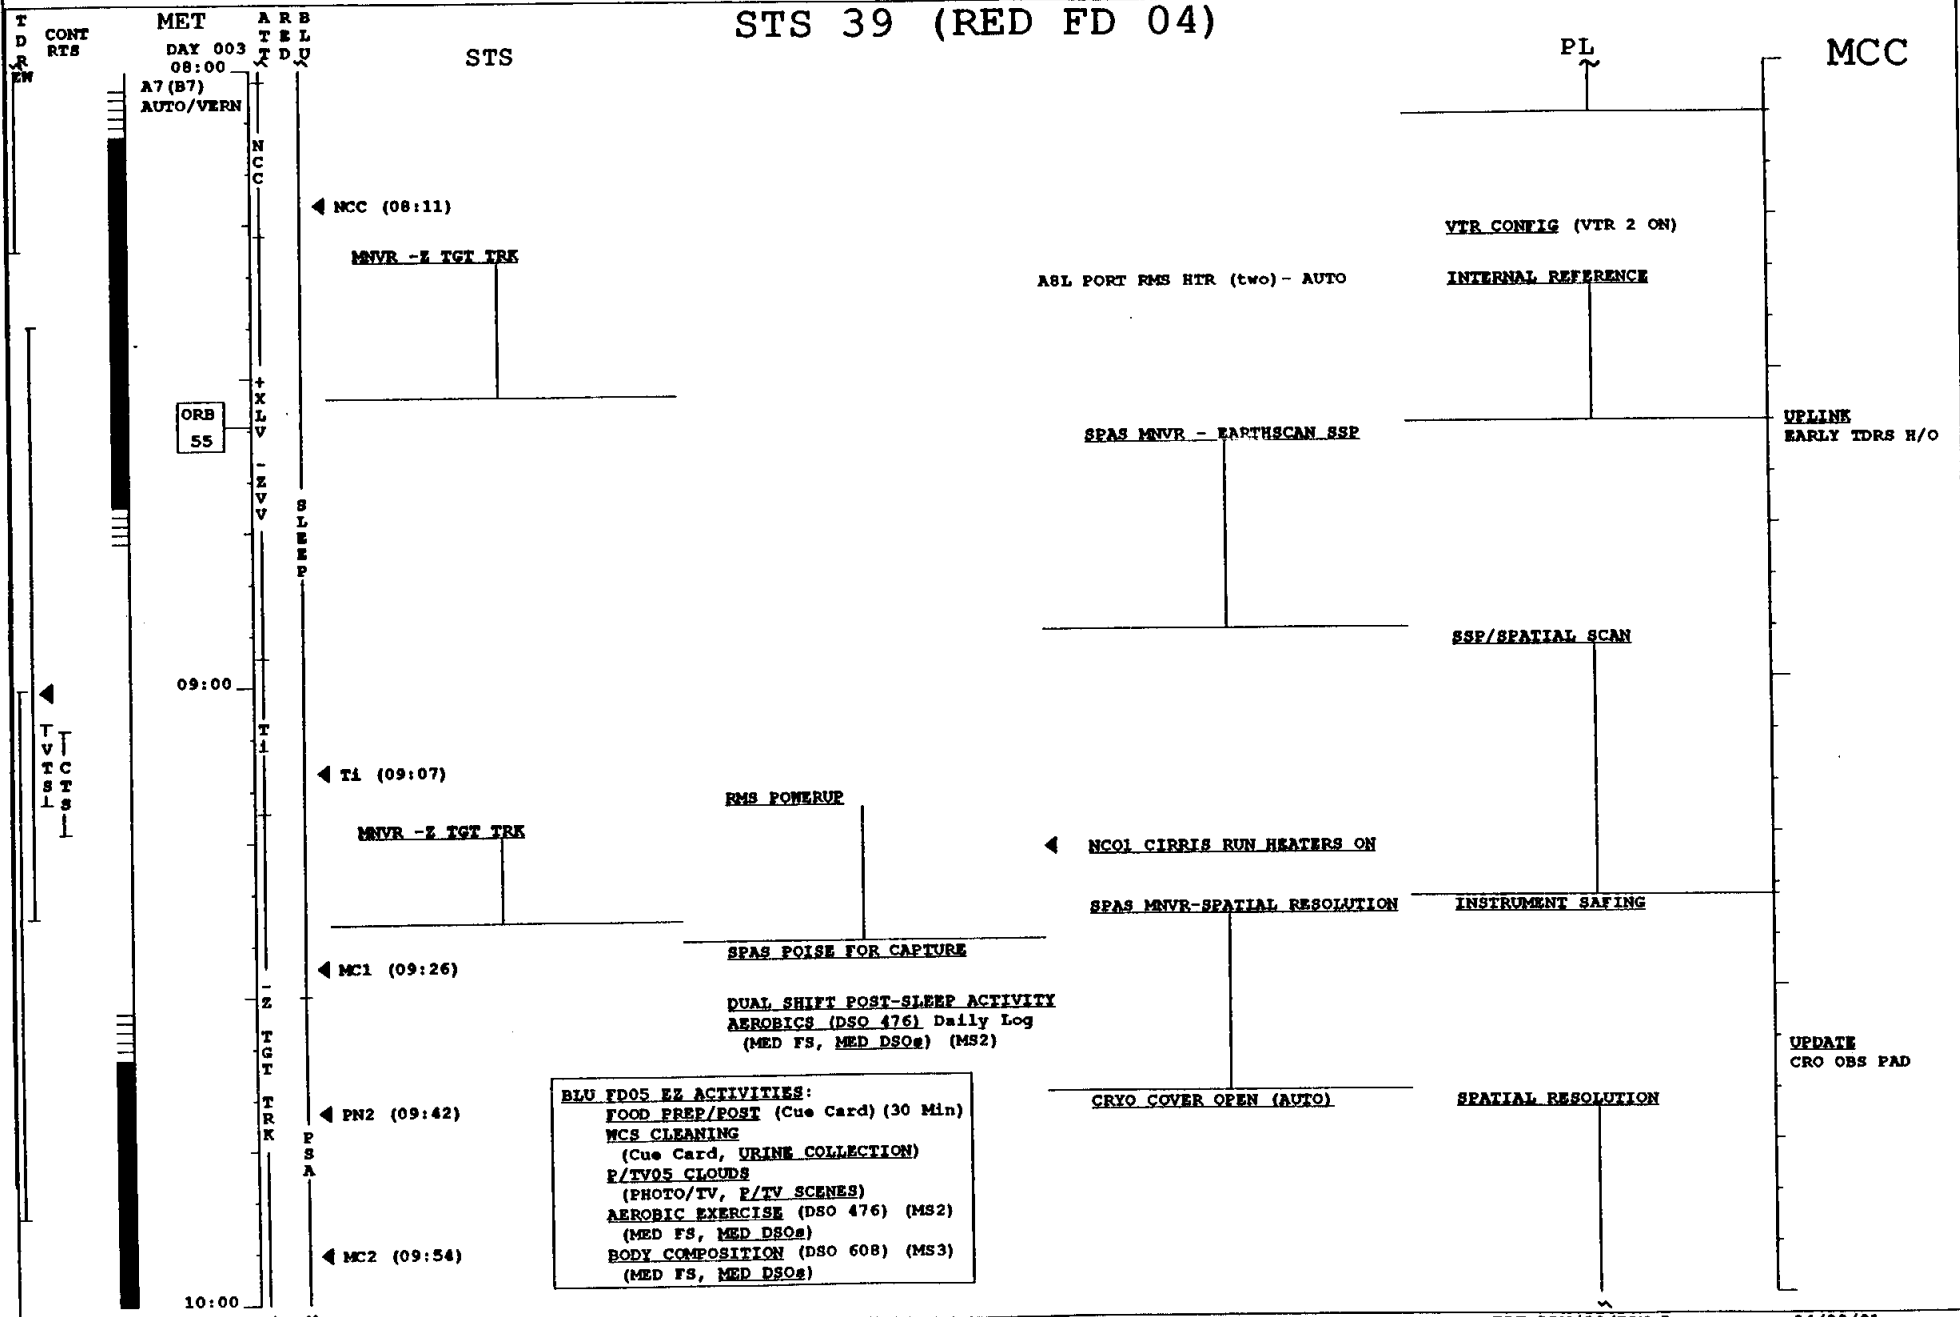 STS 39 (RED FD 04)
TDR
EW
CONT
RTS
MET
DAY 003
08:00
ATT
RED
BLU
STS
PL
MCC
A7(B7)
AUTO/VERN
NCC
NCC (08:11)
VTR CONFIG (VTR 2 ON)
MNVR -Z TGT TRK
A8L PORT RMS HTR (two)- AUTO
INTERNAL REFERENCE
+XLV -ZVV
ORB
55
UPLINK
EARLY TDRS H/O
SPAS MNVR - EARTHSCAN SSP
SLEEP
SSP/SPATIAL SCAN
09:00
TVTS
CTS
Ti
Ti (09:07)
RMS POWERUP
MNVR -Z TGT TRK
NCO1 CIRRIS RUN HEATERS ON
SPAS MNVR-SPATIAL RESOLUTION
INSTRUMENT SAFING
SPAS POISE FOR CAPTURE
MC1 (09:26)
-Z TGT TRK
DUAL SHIFT POST-SLEEP ACTIVITY
AEROBICS (DSO 476) Daily Log
(MED FS, MED DSOs) (MS2)
UPDATE
CRO OBS PAD
BLU FD05 EZ ACTIVITIES:
FOOD PREP/POST (Cue Card) (30 Min)
WCS CLEANING
(Cue Card, URINE COLLECTION)
P/TV05 CLOUDS
(PHOTO/TV, P/TV SCENES)
AEROBIC EXERCISE (DSO 476) (MS2)
(MED FS, MED DSOs)
BODY COMPOSITION (DSO 608) (MS3)
(MED FS, MED DSOs)
CRYO COVER OPEN (AUTO)
SPATIAL RESOLUTION
PN2 (09:42)
PSA
MC2 (09:54)
10:00